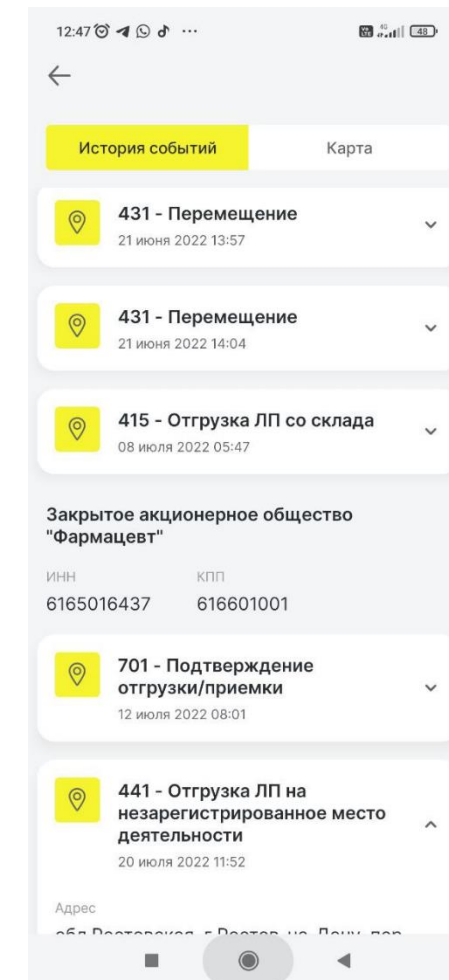 12:47
48
История событий
Карта
431 - Перемещение
21 июня 2022 13:57
431 - Перемещение
21 июня 2022 14:04
415 - Отгрузка ЛП со склада
08 июля 2022 05:47
Закрытое акционерное общество
"Фармацевт"
ИНН КПП
6165016437 616601001
701 - Подтверждение
отгрузки/приемки
12 июля 2022 08:01
441 - Отгрузка ЛП на
незарегистрированное место
деятельности
20 июля 2022 11:52
Адрес